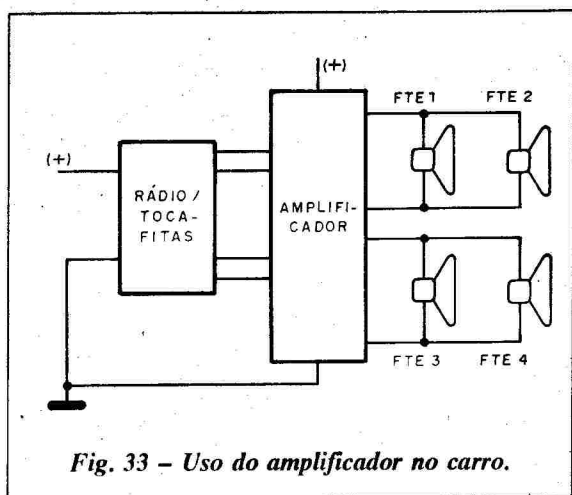 (+)
FTE 1
FTE 2
(+)
RÁDIO /
TOCA-
FITAS
AMPLIFI-
CADOR
FTE 3
FTE 4
Fig. 33 – Uso do amplificador no carro.